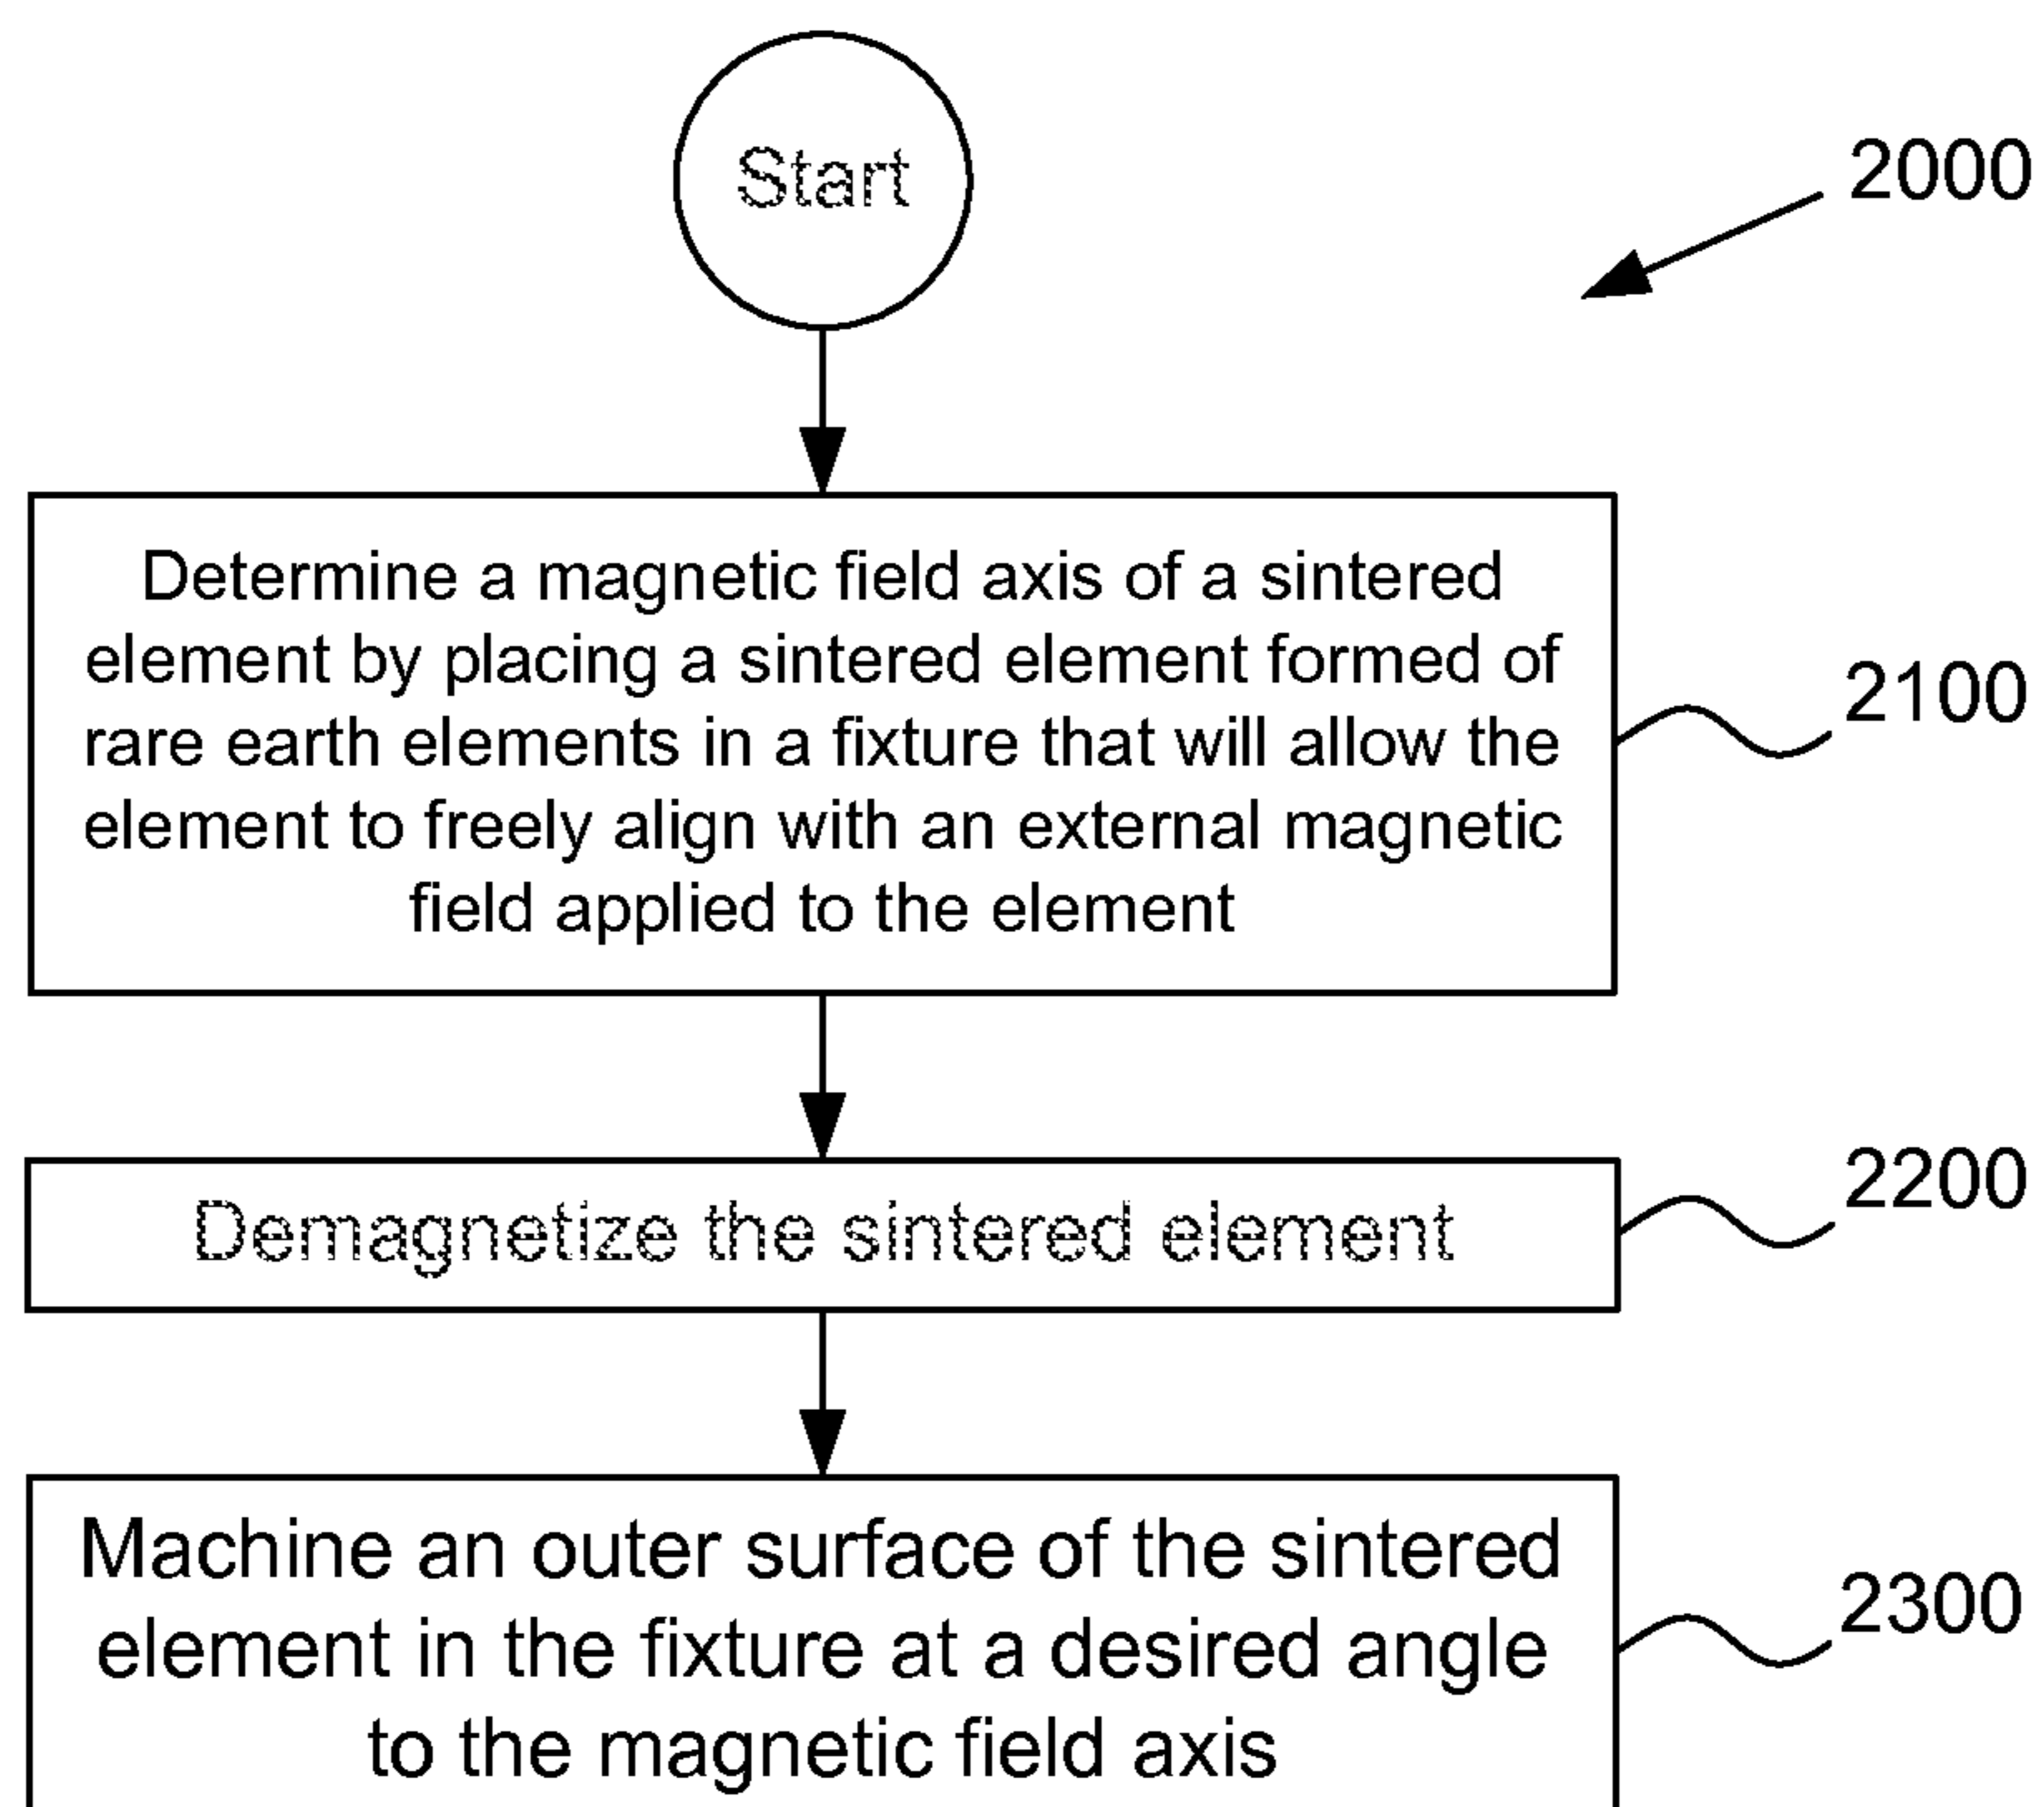 Start
2000
Determine a magnetic field axis of a sintered
element by placing a sintered element formed of
rare earth elements in a fixture that will allow the
element to freely align with an external magnetic
field applied to the element
2100
Demagnetize the sintered element
2200
Machine an outer surface of the sintered
element in the fixture at a desired angle
to the magnetic field axis
2300